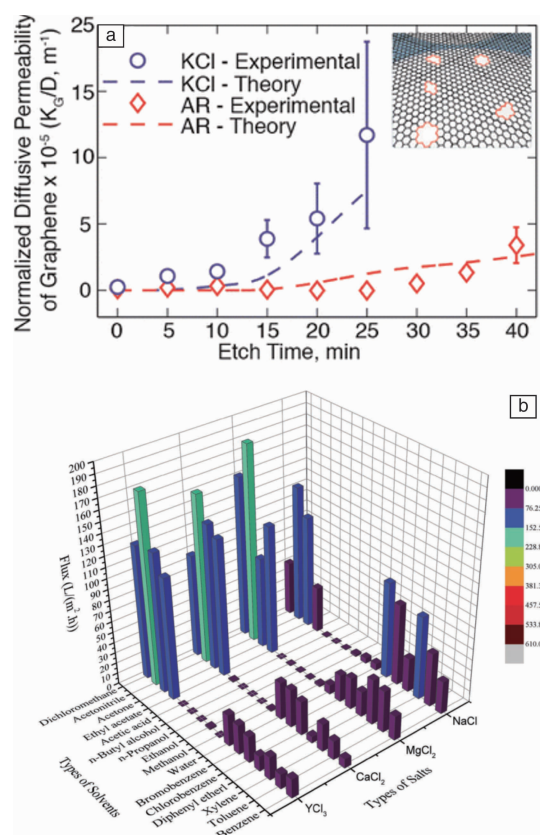 a
25
20
15
10
5
0
Normalized Diffusive Permeability
of Graphene x 10⁻⁵ (K_G/D, m⁻¹)
KCl - Experimental
KCl - Theory
AR - Experimental
AR - Theory
0 5 10 15 20 25 30 35 40
Etch Time, min
b
200
190
180
170
160
150
140
130
120
110
100
90
80
70
60
50
40
30
20
10
0
Flux (L/(m².h))
Dichloromethane
Acetonitrile
Acetone
Ethyl acetate
Acetic acid
n-Butyl alcohol
n-Propanol
Ethanol
Methanol
Water
Bromobenzene
Chlorobenzene
Diphenyl etherl
Xylene
Toluene
Benzene
Types of Solvents
YCl₃
CaCl₂
MgCl₂
NaCl
Types of Salts
0.000
76.25
152.5
228.8
305.0
381.3
457.5
533.8
610.0